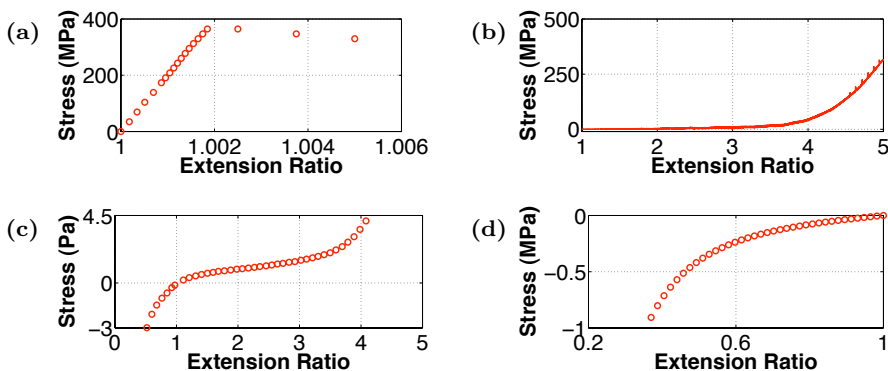 (a)
Stress (MPa)
400
200
0
1
1.002
1.004
1.006
Extension Ratio
(b)
Stress (MPa)
500
250
0
1
2
3
4
5
Extension Ratio
(c)
Stress (Pa)
4.5
0
−3
0
1
2
3
4
5
Extension Ratio
(d)
Stress (MPa)
0
−0.5
−1
0.2
0.6
1
Extension Ratio